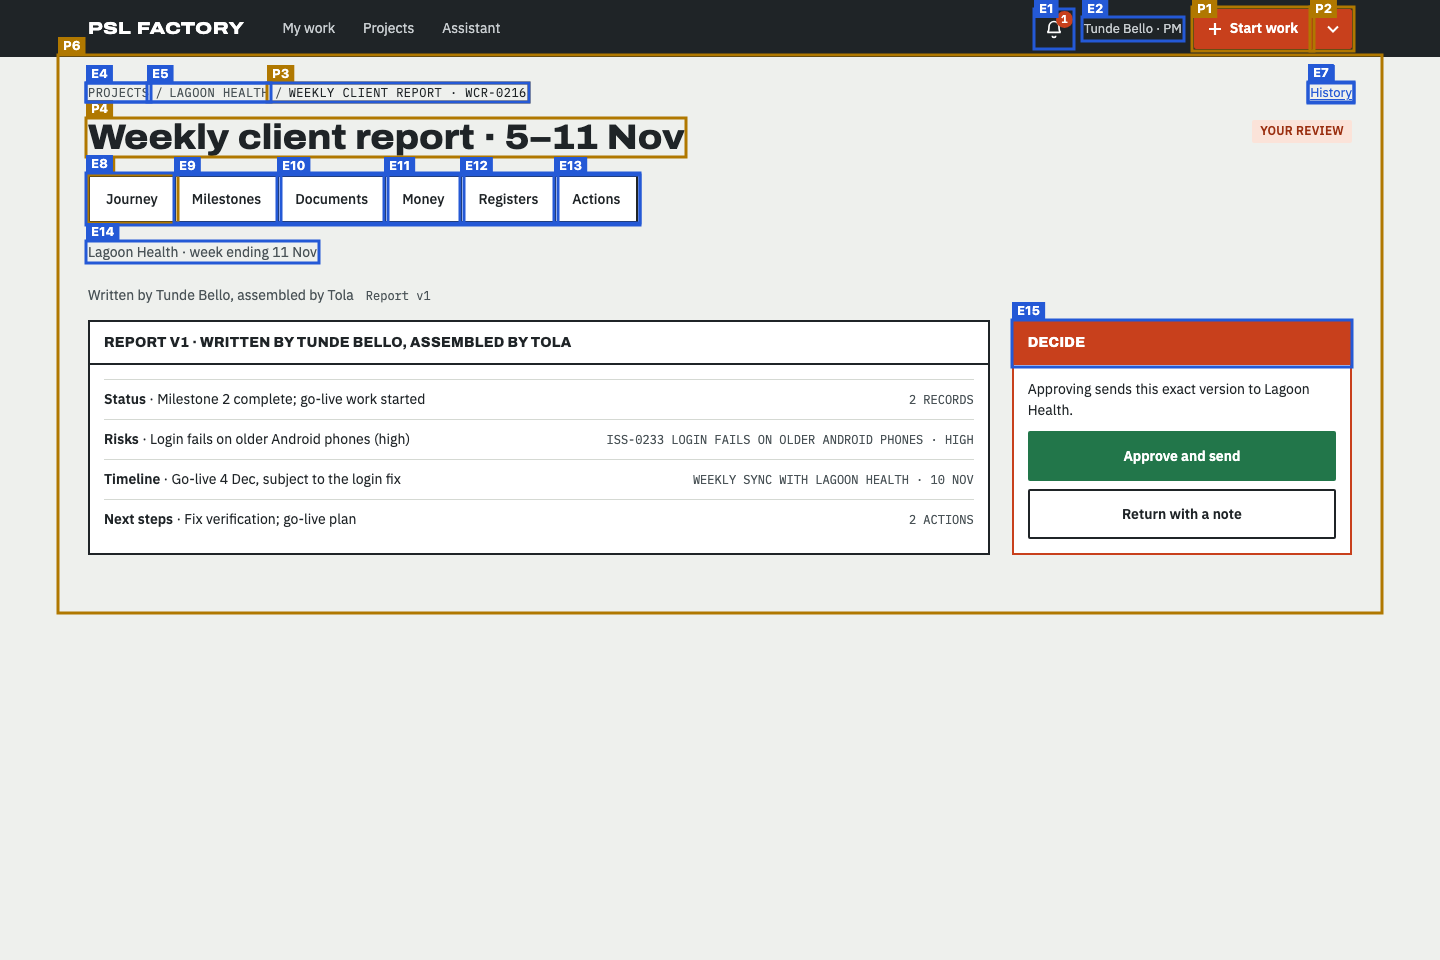 PSL FACTORY
My work
Projects
Assistant
E1
1
E2
Tunde Bello · PM
P1
Start work
P2
P6
E4
PROJECTS
E5
/ LAGOON HEALTH
P3
/ WEEKLY CLIENT REPORT · WCR-0216
E7
History
P4
Weekly client report · 5–11 Nov
YOUR REVIEW
E8
Journey
E9
Milestones
E10
Documents
E11
Money
E12
Registers
E13
Actions
E14
Lagoon Health · week ending 11 Nov
Written by Tunde Bello, assembled by Tola Report v1
REPORT V1 · WRITTEN BY TUNDE BELLO, ASSEMBLED BY TOLA
Status · Milestone 2 complete; go-live work started
2 RECORDS
Risks · Login fails on older Android phones (high)
ISS-0233 LOGIN FAILS ON OLDER ANDROID PHONES · HIGH
Timeline · Go-live 4 Dec, subject to the login fix
WEEKLY SYNC WITH LAGOON HEALTH · 10 NOV
Next steps · Fix verification; go-live plan
2 ACTIONS
E15
DECIDE
Approving sends this exact version to Lagoon
Health.
Approve and send
Return with a note